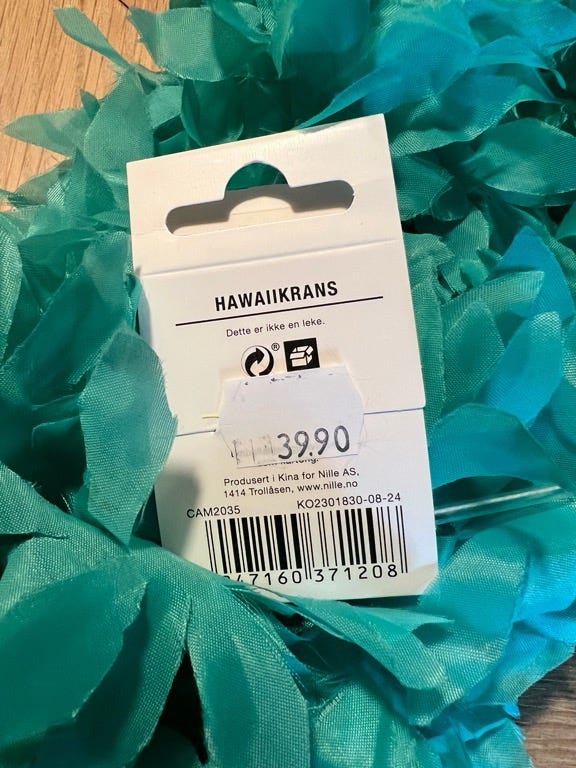 HAWAIIKRANS
Dette er ikke en leke.
®
39.90
Produsert i Kina for Nille AS,
1414 Trollåsen, www.nille.no
CAM2035 KO2301830-08-24
47160 371208